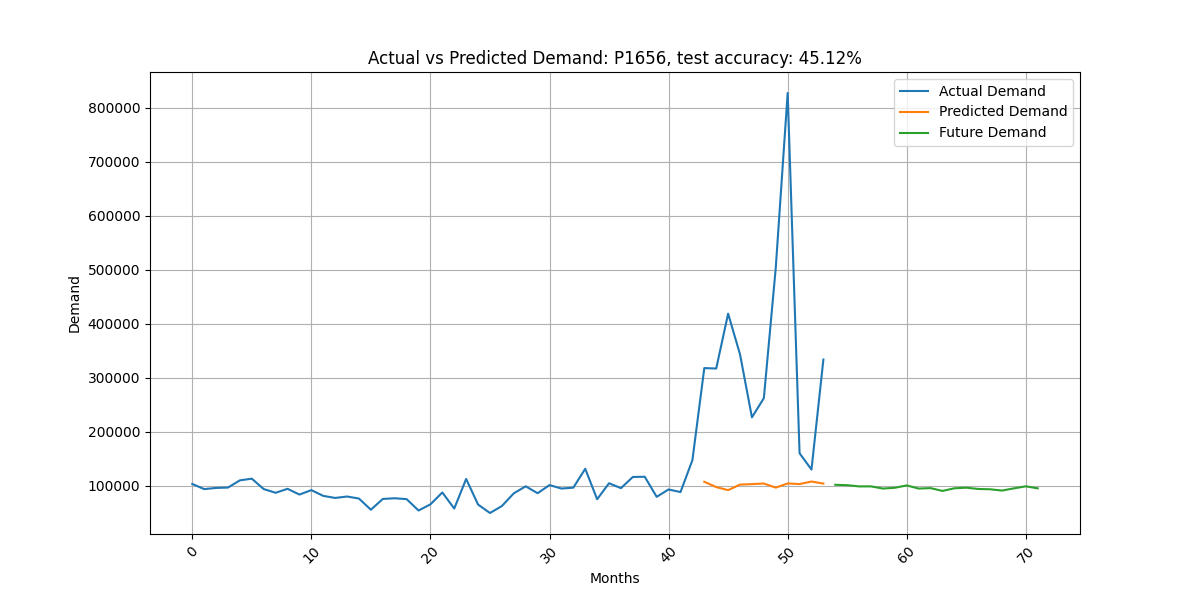 Actual vs Predicted Demand: P1656, test accuracy: 45.12%
Actual Demand
Predicted Demand
Future Demand
800000
700000
600000
500000
400000
300000
200000
100000
Demand
0
10
20
30
40
50
60
70
Months